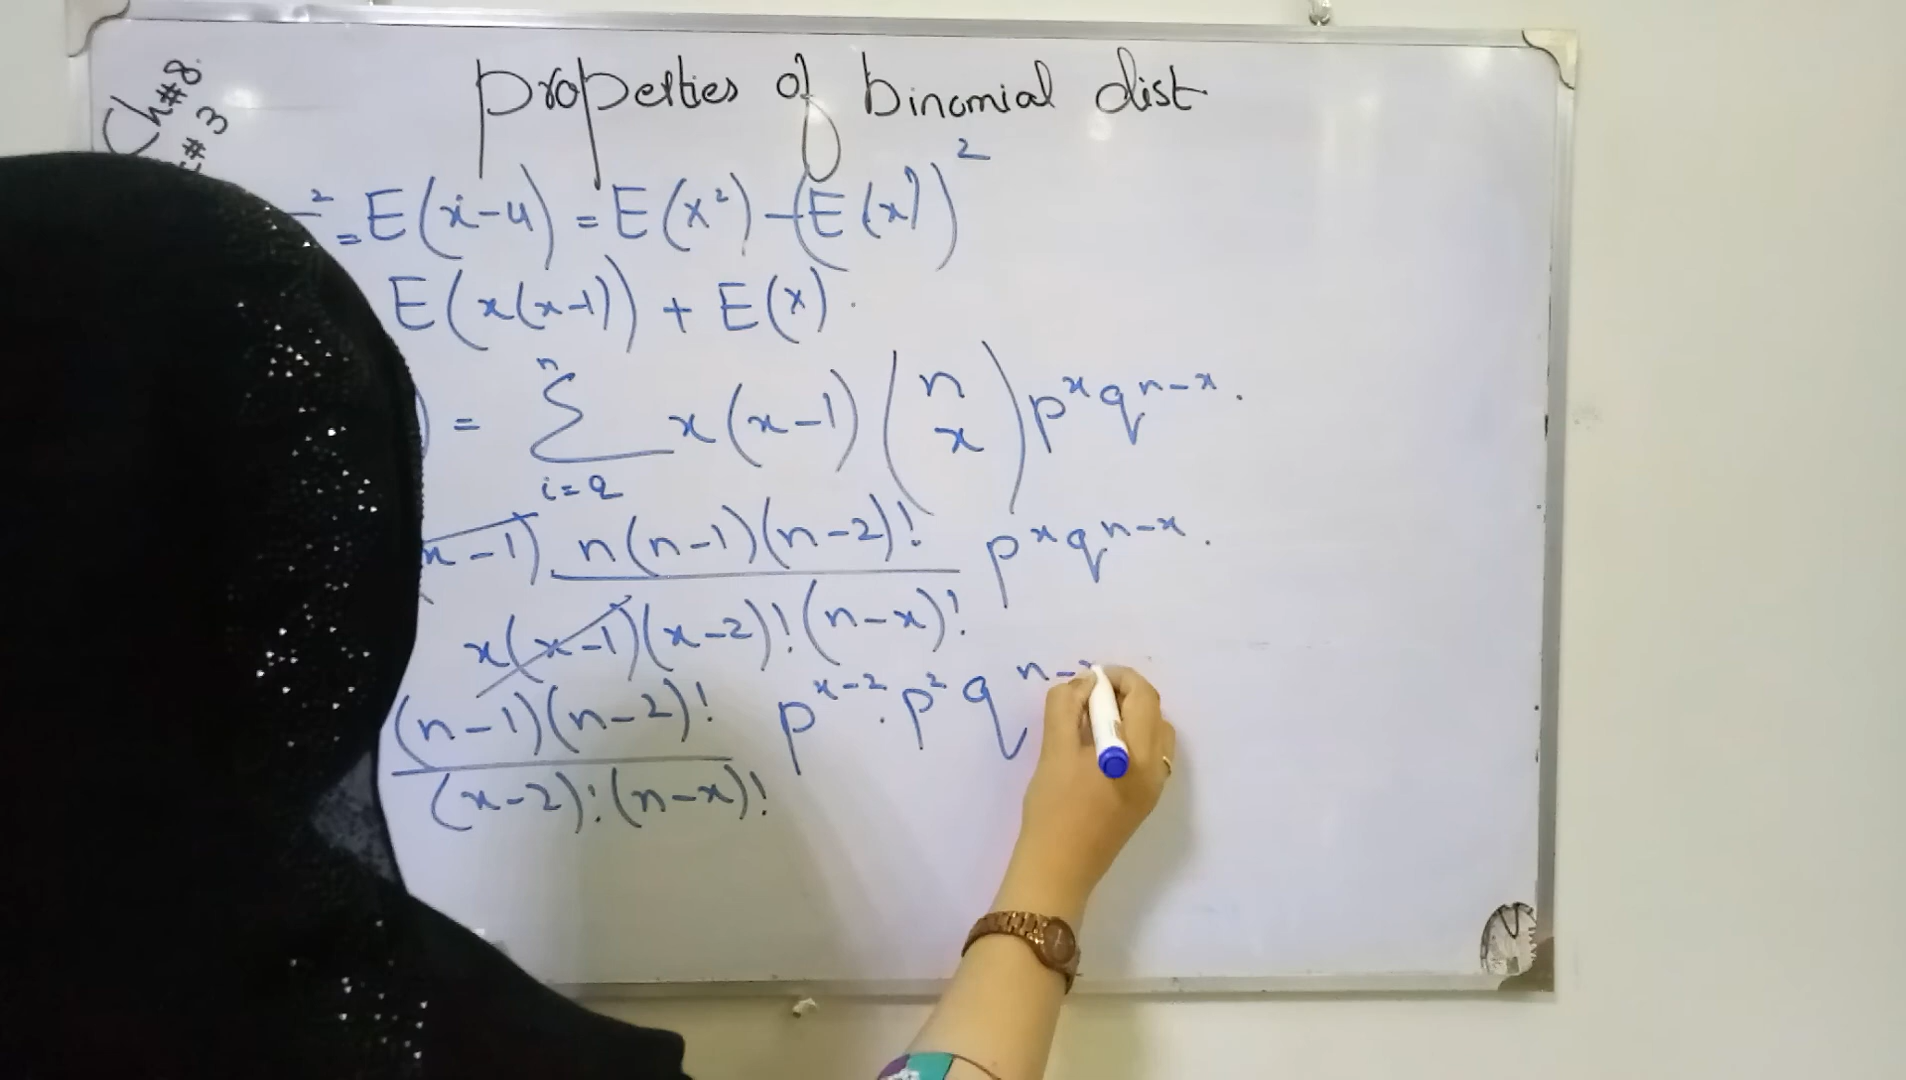 Ch#8
#3
Properties of binomial dist
² = E(x-4) = E(x²) - (E(x))²
E(x(x-1)) + E(x).
) = n Σ i=2 x(x-1) (n x) p^x q^n-x.
x-1) n(n-1)(n-2)! p^x q^n-x.
x(x-1)(x-2)!(n-x)!
(n-1)(n-2)! p^x-2 . p² q^n-
(x-2)!(n-x)!